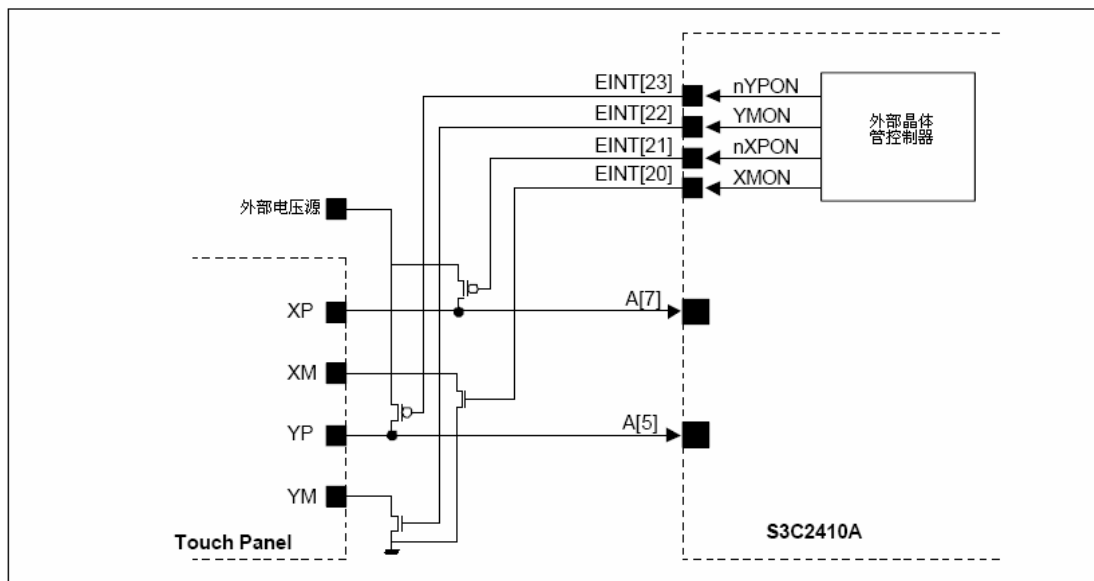 EINT[23]
nYPON
EINT[22]
YMON
EINT[21]
nXPON
EINT[20]
XMON
外部晶体
管控制器
外部电压源
XP
A[7]
XM
YP
A[5]
YM
Touch Panel
S3C2410A